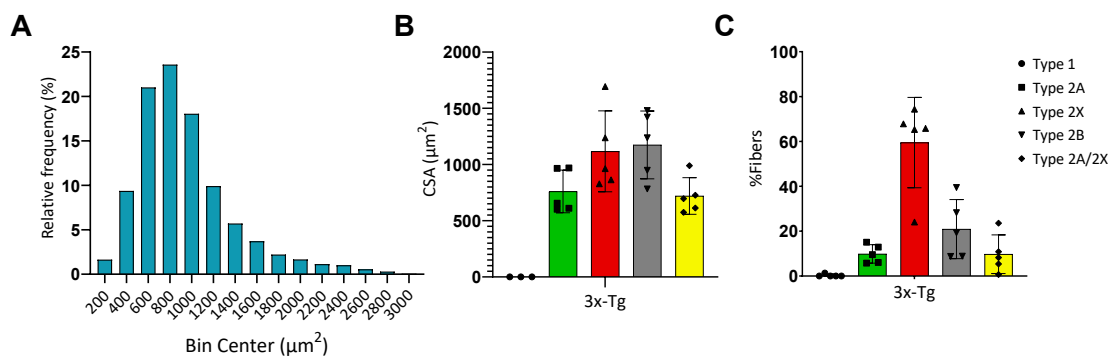 A
Relative frequency (%)
25
20
15
10
5
0
200
400
600
800
1000
1200
1400
1600
1800
2000
2200
2400
2600
2800
3000
Bin Center (µm²)
B
CSA (µm²)
2000
1500
1000
500
0
3x-Tg
C
%Fibers
100
80
60
40
20
0
3x-Tg
Type 1
Type 2A
Type 2X
Type 2B
Type 2A/2X